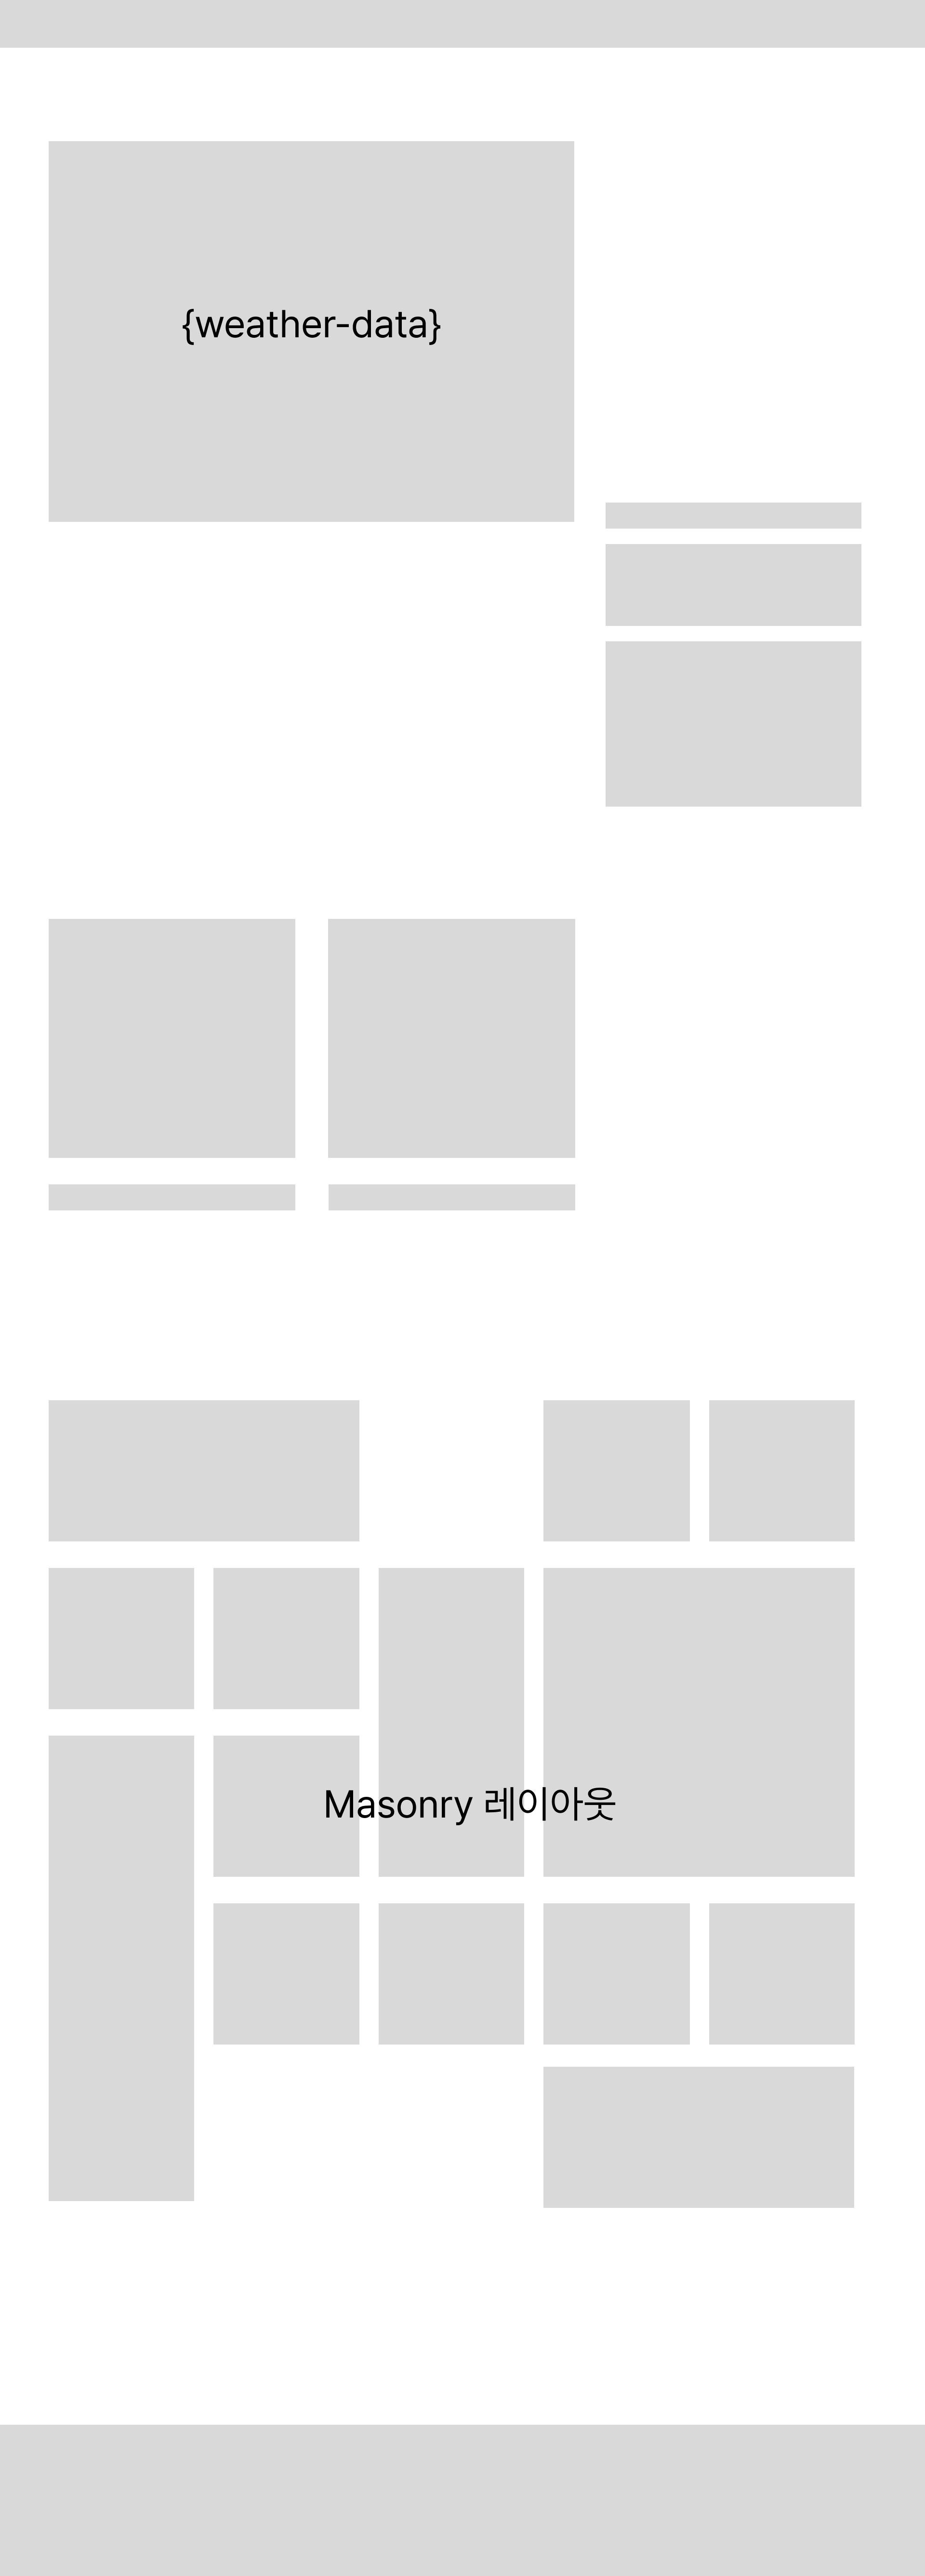 {weather-data}
Masonry 레이아웃